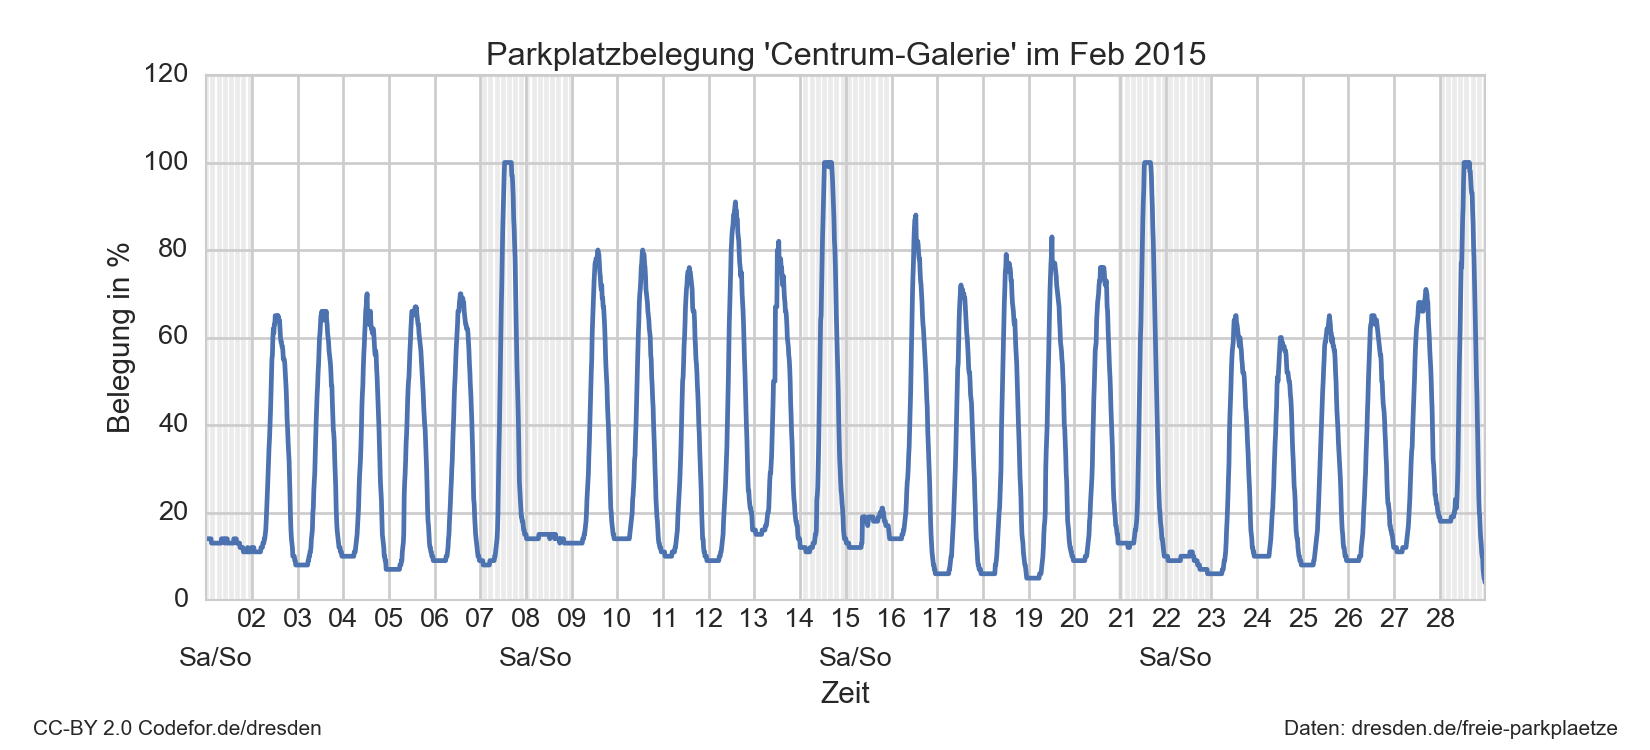 Parkplatzbelegung 'Centrum-Galerie' im Feb 2015
120
100
80
60
40
20
0
Belegung in %
02 03 04 05 06 07 08 09 10 11 12 13 14 15 16 17 18 19 20 21 22 23 24 25 26 27 28
Sa/So Sa/So Sa/So Sa/So
Zeit
CC-BY 2.0 Codefor.de/dresden
Daten: dresden.de/freie-parkplaetze